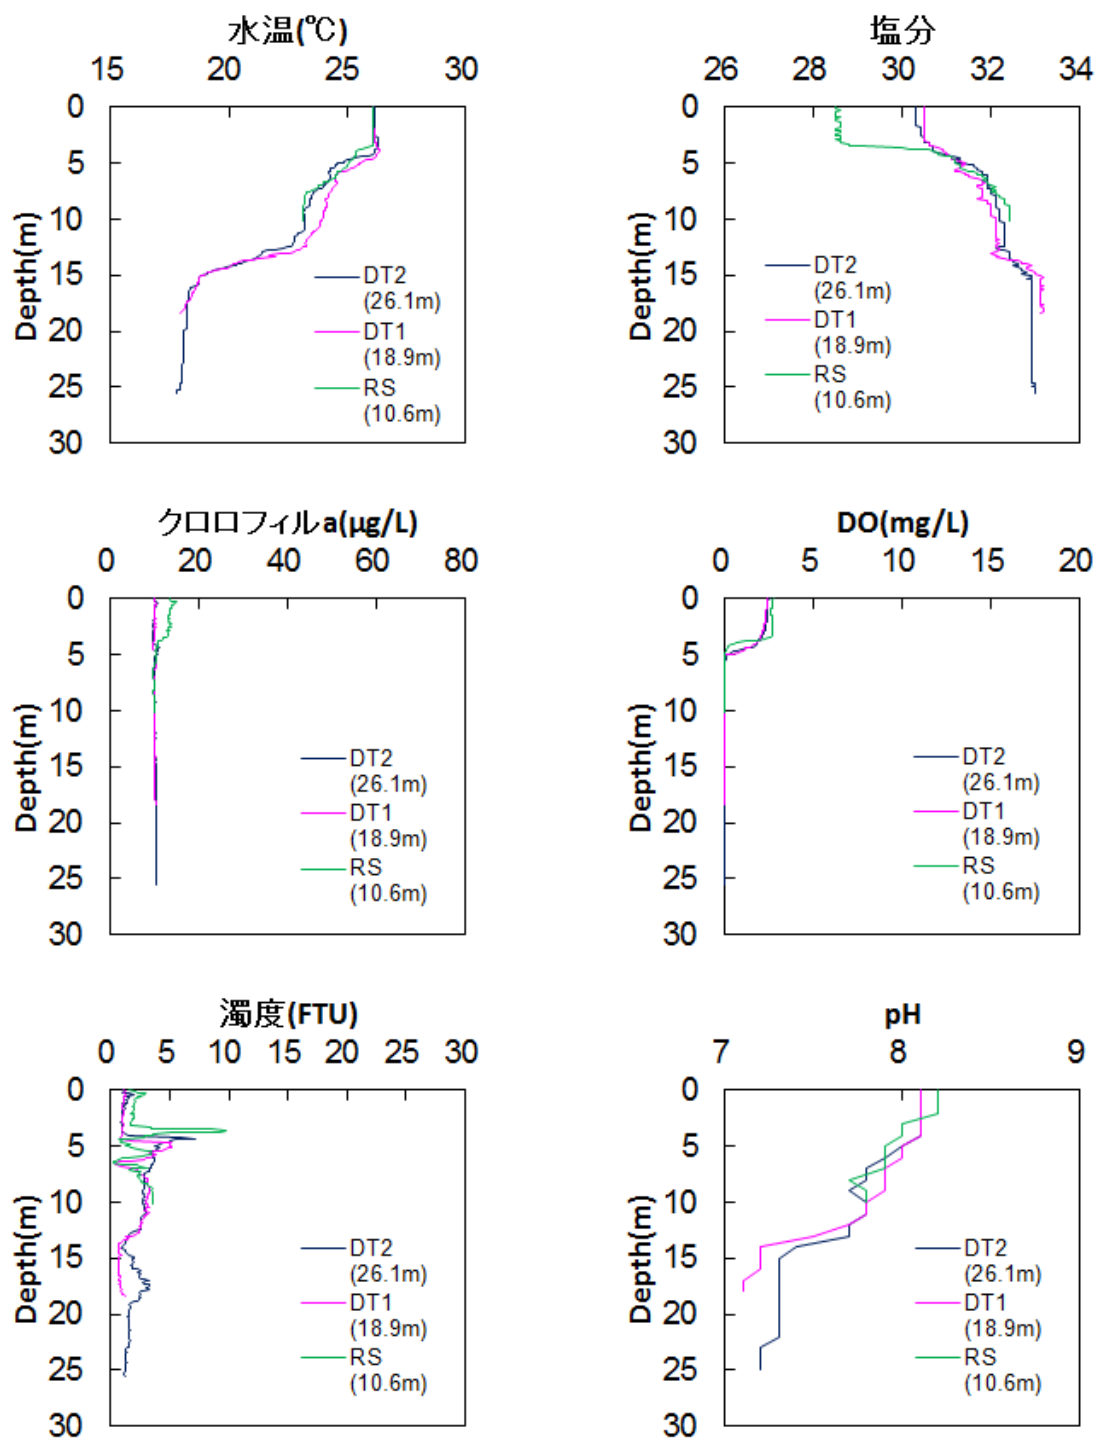 水温(℃)
15 20 25 30
0
5
10
15
20
25
30
Depth(m)
DT2
(26.1m)
DT1
(18.9m)
RS
(10.6m)
塩分
26 28 30 32 34
0
5
10
15
20
25
30
Depth(m)
DT2
(26.1m)
DT1
(18.9m)
RS
(10.6m)
クロロフィルa(μg/L)
0 20 40 60 80
0
5
10
15
20
25
30
Depth(m)
DT2
(26.1m)
DT1
(18.9m)
RS
(10.6m)
DO(mg/L)
0 5 10 15 20
0
5
10
15
20
25
30
Depth(m)
DT2
(26.1m)
DT1
(18.9m)
RS
(10.6m)
濁度(FTU)
0 5 10 15 20 25 30
0
5
10
15
20
25
30
Depth(m)
DT2
(26.1m)
DT1
(18.9m)
RS
(10.6m)
pH
7 8 9
0
5
10
15
20
25
30
Depth(m)
DT2
(26.1m)
DT1
(18.9m)
RS
(10.6m)